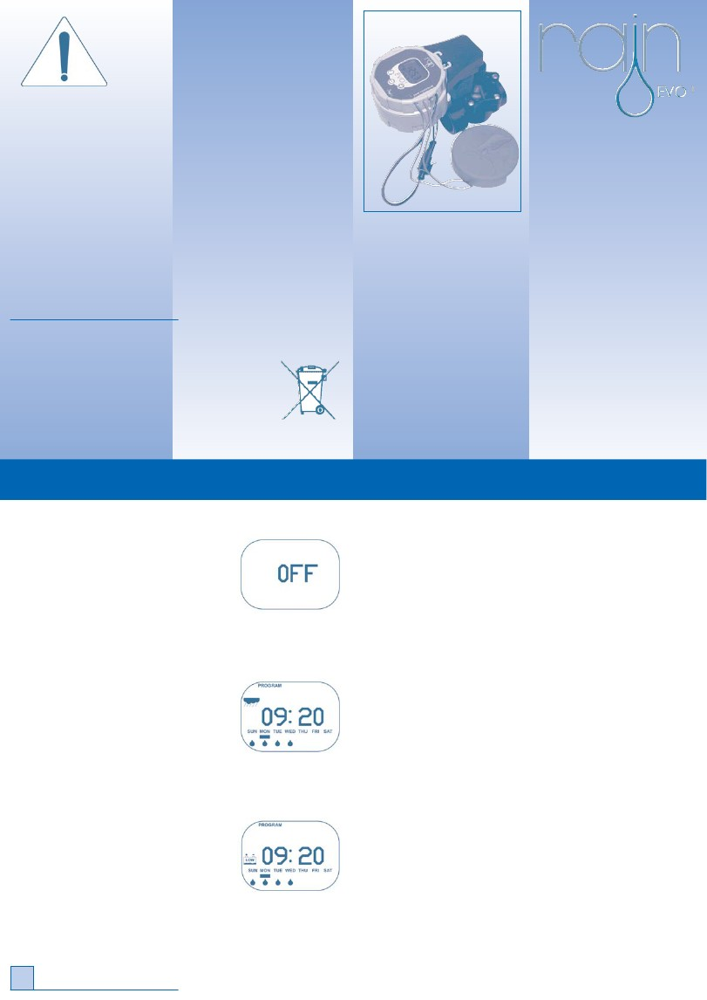 rain
EVO
OFF
PROGRAM
09:20
SUN MON TUE WED THU FRI SAT
PROGRAM
LOW
09:20
SUN MON TUE WED THU FRI SAT